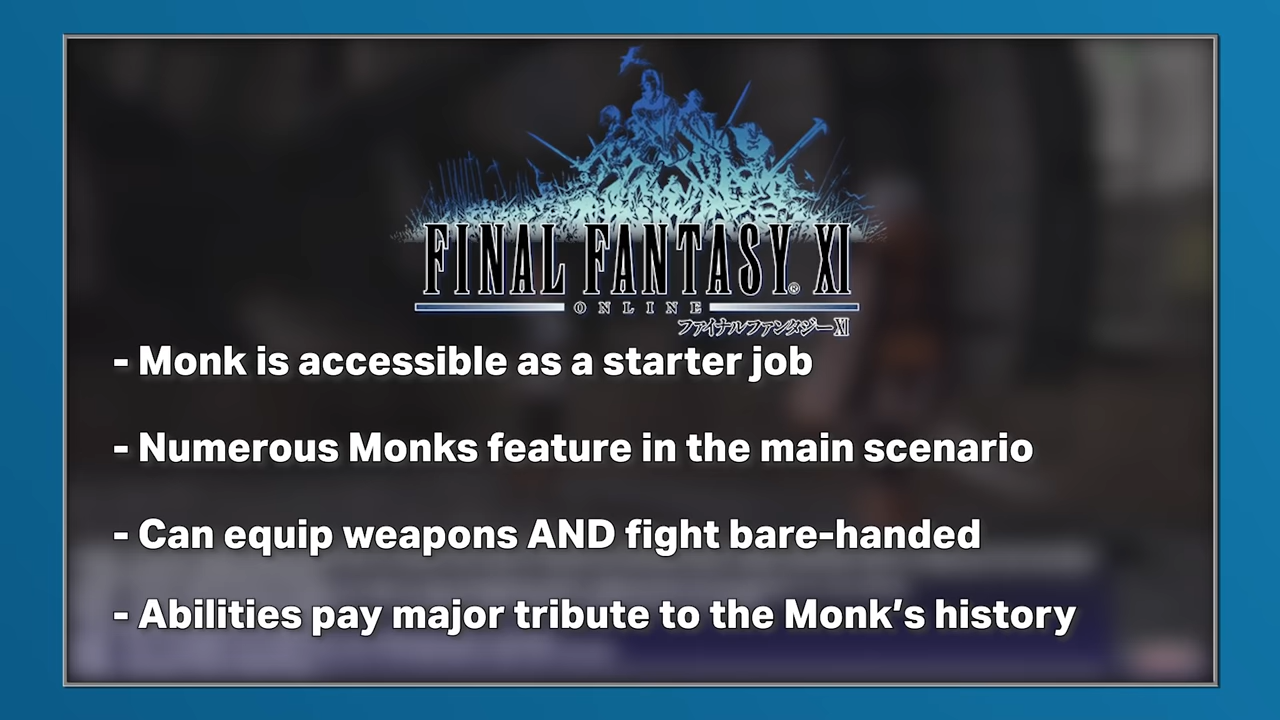 FINAL FANTASY® XI
ONLINE
ファイナルファンタジーXI
- Monk is accessible as a starter job
- Numerous Monks feature in the main scenario
- Can equip weapons AND fight bare-handed
- Abilities pay major tribute to the Monk’s history